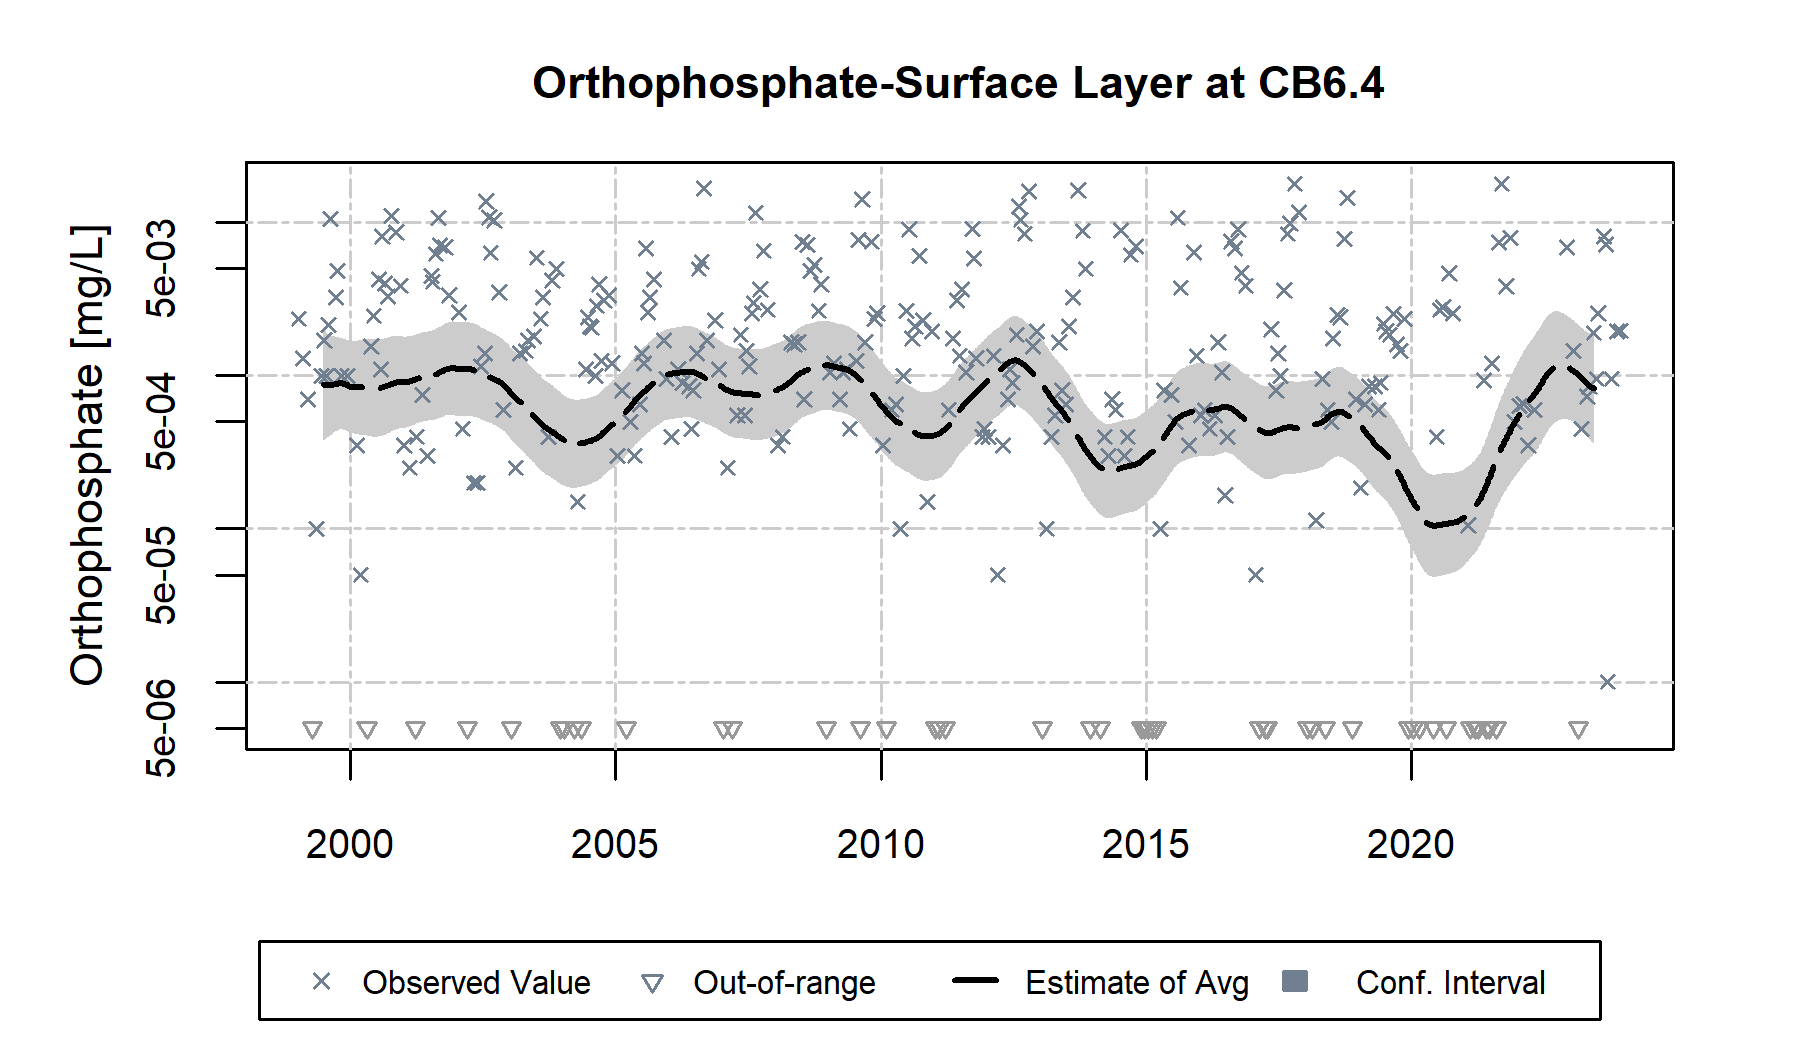 Orthophosphate-Surface Layer at CB6.4
Orthophosphate [mg/L]
5e-03
5e-04
5e-05
5e-06
2000 2005 2010 2015 2020
Observed Value Out-of-range Estimate of Avg Conf. Interval